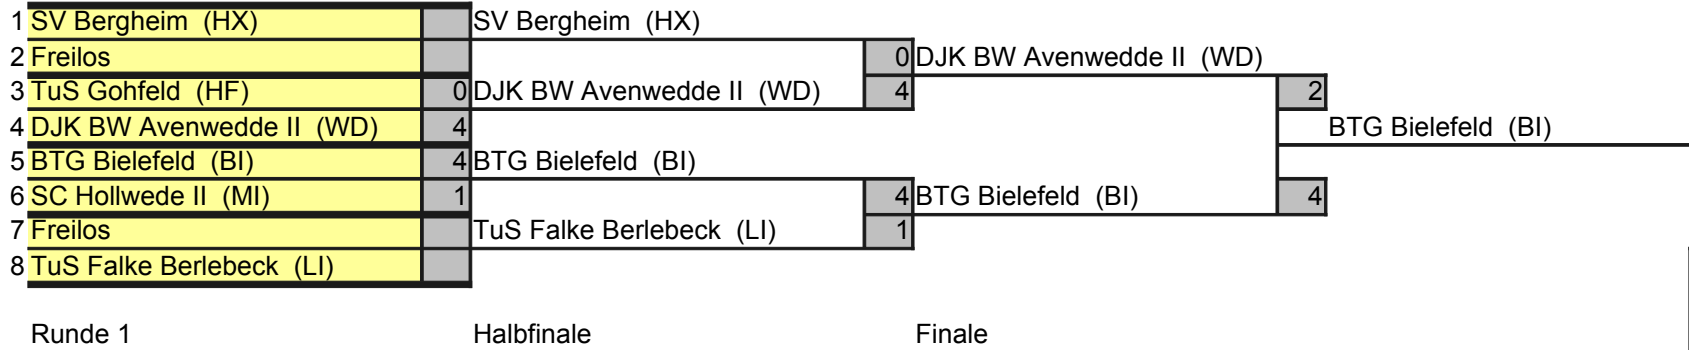 1 SV Bergheim (HX) SV Bergheim (HX)
2 Freilos 0 DJK BW Avenwedde II (WD)
3 TuS Gohfeld (HF) 0 DJK BW Avenwedde II (WD) 4 2
4 DJK BW Avenwedde II (WD) 4 BTG Bielefeld (BI)
5 BTG Bielefeld (BI) 4 BTG Bielefeld (BI)
6 SC Hollwede II (MI) 1 4 BTG Bielefeld (BI) 4
7 Freilos TuS Falke Berlebeck (LI) 1
8 TuS Falke Berlebeck (LI)
Runde 1 Halbfinale Finale